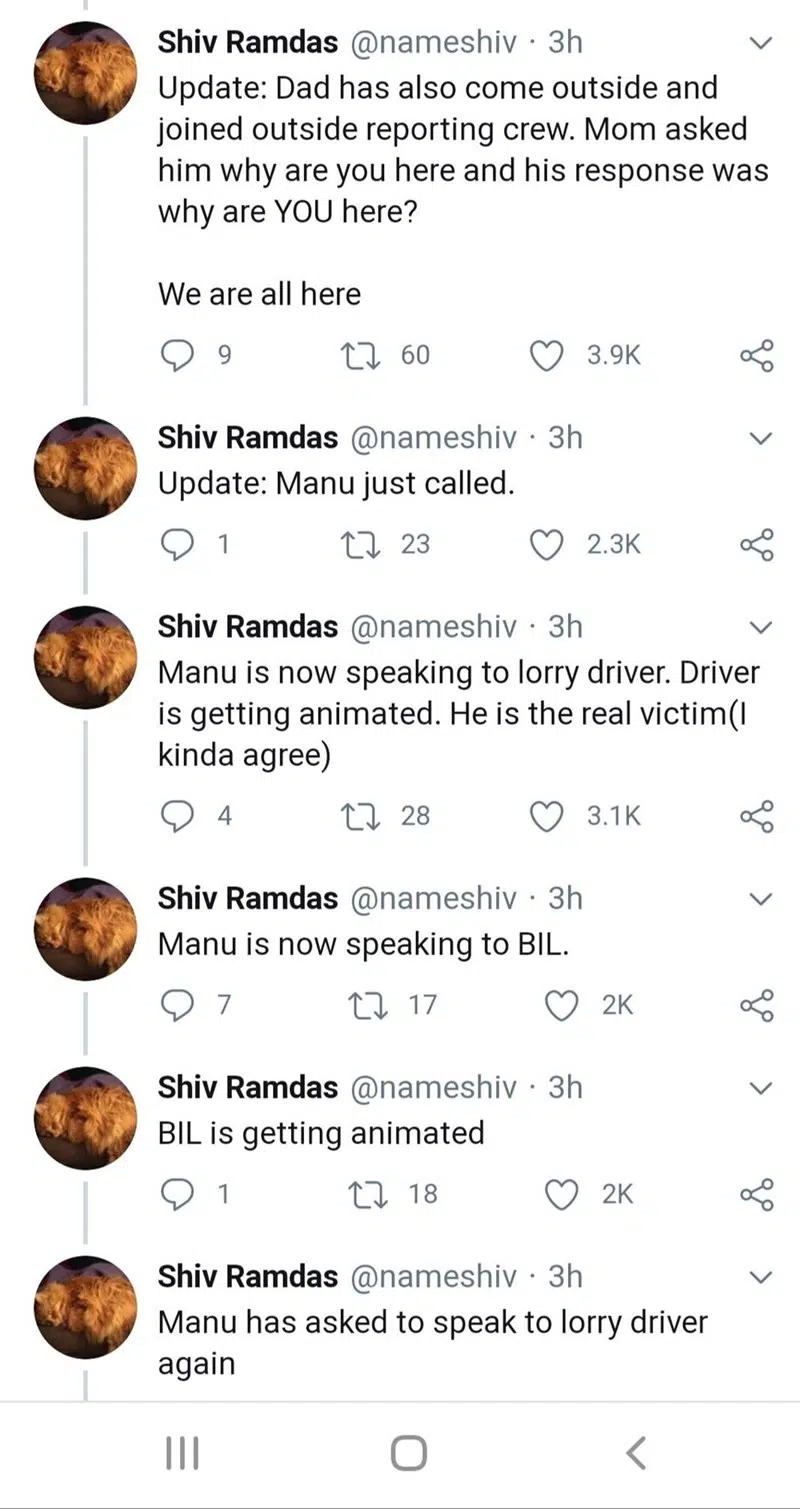 Shiv Ramdas @nameshiv · 3h
Update: Dad has also come outside and
joined outside reporting crew. Mom asked
him why are you here and his response was
why are YOU here?
We are all here
9 60 3.9K
Shiv Ramdas @nameshiv · 3h
Update: Manu just called.
1 23 2.3K
Shiv Ramdas @nameshiv · 3h
Manu is now speaking to lorry driver. Driver
is getting animated. He is the real victim(I
kinda agree)
4 28 3.1K
Shiv Ramdas @nameshiv · 3h
Manu is now speaking to BIL.
7 17 2K
Shiv Ramdas @nameshiv · 3h
BIL is getting animated
1 18 2K
Shiv Ramdas @nameshiv · 3h
Manu has asked to speak to lorry driver
again